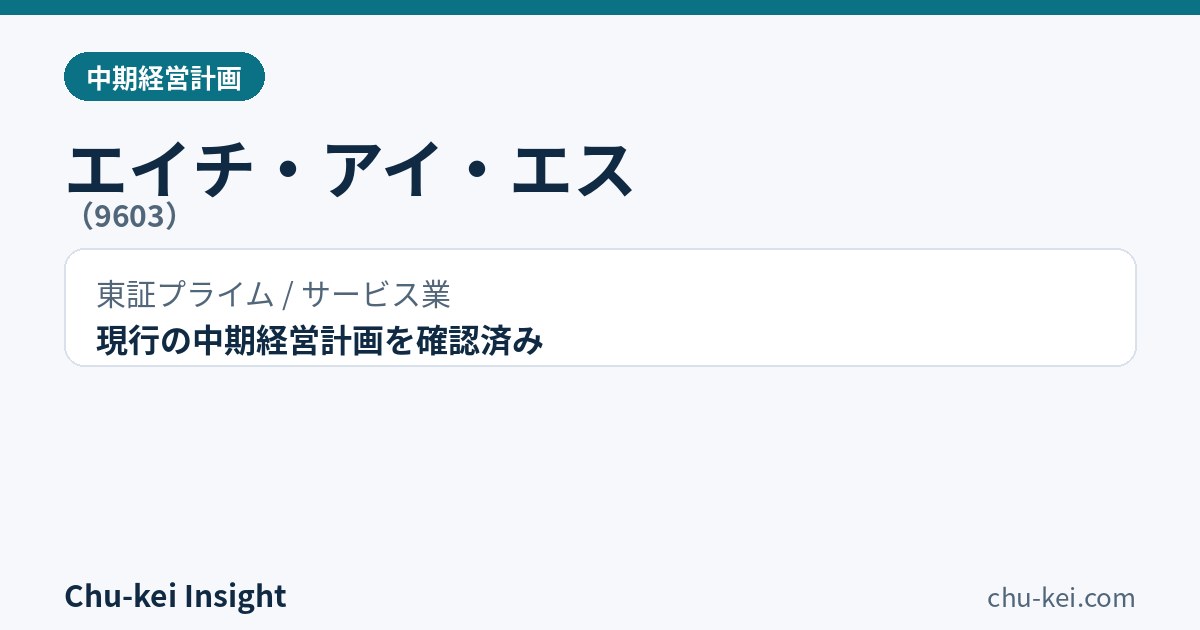 中期経営計画
エイチ・アイ・エス
（9603）
東証プライム / サービス業
現行の中期経営計画を確認済み
Chu-kei Insight
chu-kei.com